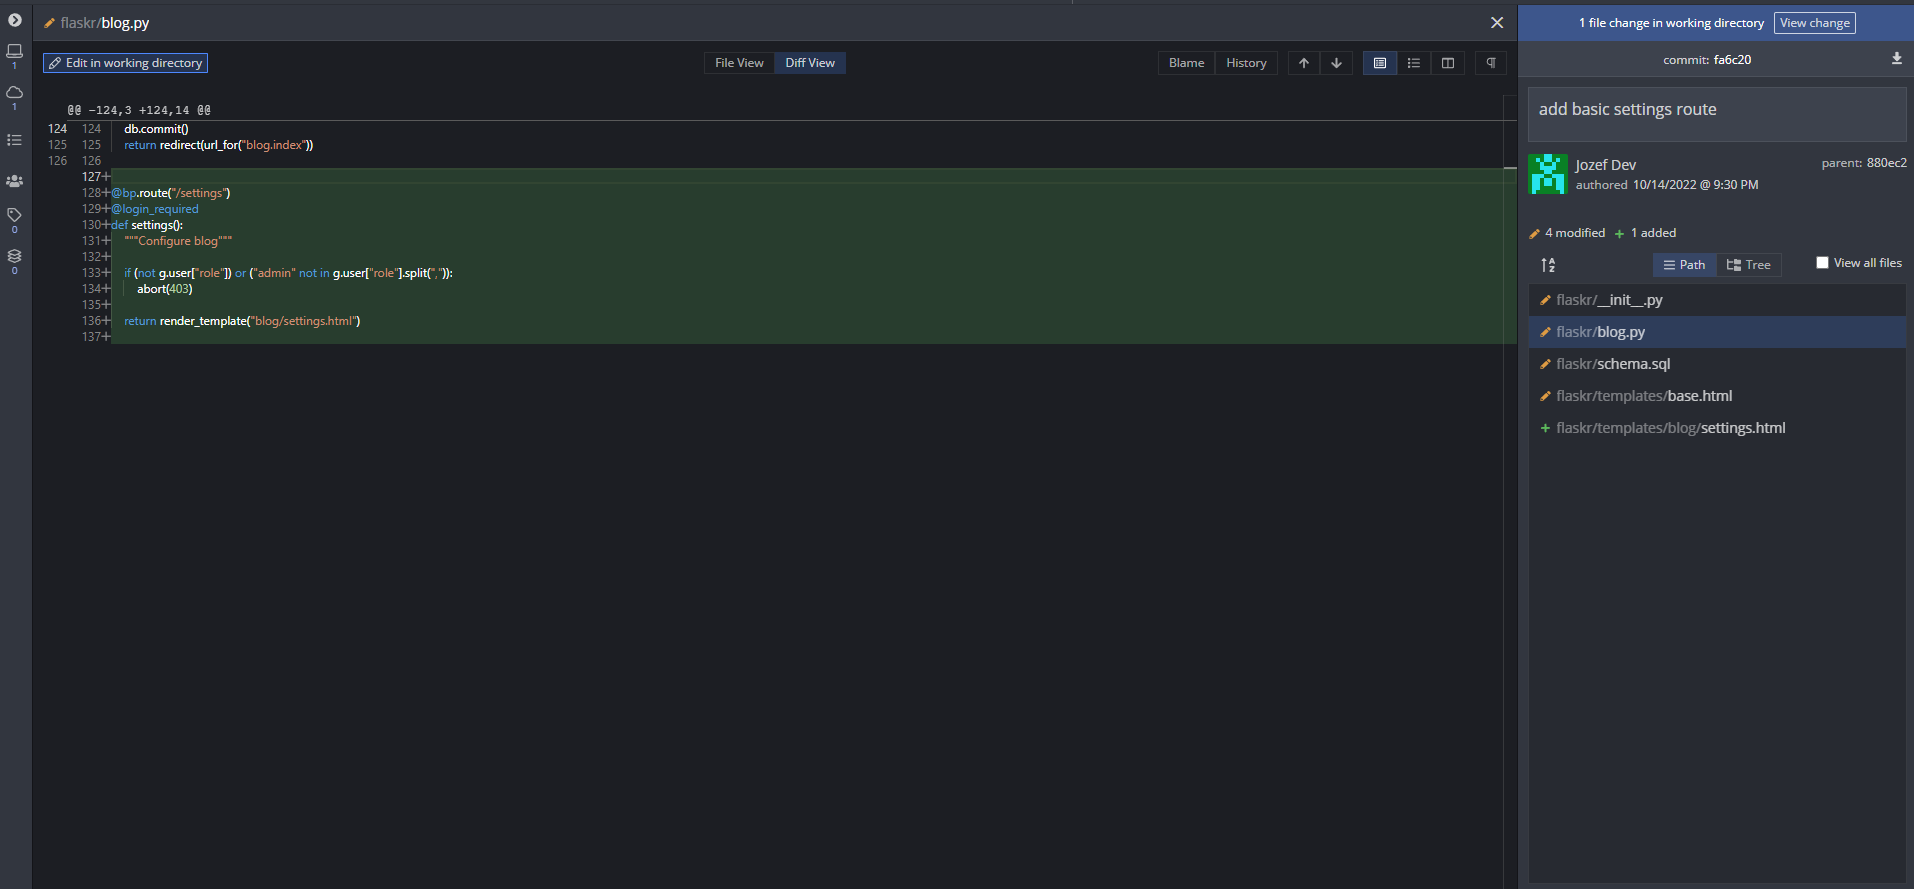 flaskr/blog.py
1 file change in working directory View change
Edit in working directory
File View Diff View
Blame History
commit: fa6c20
1
1
0
0
@@ -124,3 +124,14 @@
124 124 db.commit()
125 125 return redirect(url_for("blog.index"))
126 126
127+
128+@bp.route("/settings")
129+@login_required
130+def settings():
131+ """Configure blog"""
132+
133+ if (not g.user["role"]) or ("admin" not in g.user["role"].split(",")):
134+ abort(403)
135+
136+ return render_template("blog/settings.html")
137+
add basic settings route
Jozef Dev
authored 10/14/2022 @ 9:30 PM
parent: 880ec2
4 modified + 1 added
Path Tree View all files
flaskr/__init__.py
flaskr/blog.py
flaskr/schema.sql
flaskr/templates/base.html
+ flaskr/templates/blog/settings.html